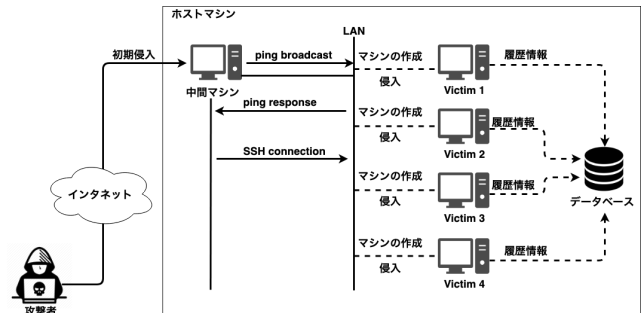 ホストマシン
LAN
初期侵入
ping broadcast
マシンの作成
侵入
履歴情報
中間マシン
Victim 1
ping response
マシンの作成
侵入
履歴情報
Victim 2
SSH connection
インタネット
マシンの作成
侵入
履歴情報
Victim 3
データベース
マシンの作成
侵入
履歴情報
Victim 4
攻撃者